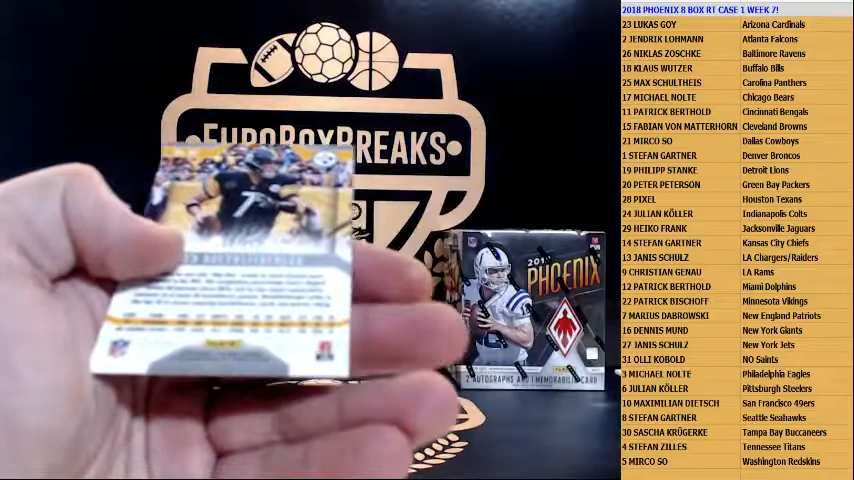 EUROBOXBREAKS
7
2018
PHOENIX
2 AUTOGRAPHS AND 1 MEMORABILIA CARD
2018 PHOENIX 8 BOX RT CASE 1 WEEK 7!
23 LUKAS GOY Arizona Cardinals
2 JENDRIK LOHMANN Atlanta Falcons
26 NIKLAS ZOSCHKE Baltimore Ravens
18 KLAUS WUTZER Buffalo Bills
25 MAX SCHULTHEIS Carolina Panthers
17 MICHAEL NOLTE Chicago Bears
11 PATRICK BERTHOLD Cincinnati Bengals
15 FABIAN VON MATTERHORN Cleveland Browns
21 MIRCO SO Dallas Cowboys
1 STEFAN GARTNER Denver Broncos
19 PHILIPP STANKE Detroit Lions
20 PETER PETERSON Green Bay Packers
28 PIXEL Houston Texans
24 JULIAN KÖLLER Indianapolis Colts
29 HEIKO FRANK Jacksonville Jaguars
14 STEFAN GARTNER Kansas City Chiefs
13 JANIS SCHULZ LA Chargers/Raiders
9 CHRISTIAN GENAU LA Rams
12 PATRICK BERTHOLD Miami Dolphins
22 PATRICK BISCHOFF Minnesota Vikings
7 MARIUS DABROWSKI New England Patriots
16 DENNIS MUND New York Giants
27 JANIS SCHULZ New York Jets
31 OLLI KOBOLD NO Saints
3 MICHAEL NOLTE Philadelphia Eagles
6 JULIAN KÖLLER Pittsburgh Steelers
10 MAXIMILIAN DIETSCH San Francisco 49ers
8 STEFAN GARTNER Seattle Seahawks
30 SASCHA KRÜGERKE Tampa Bay Buccaneers
4 STEFAN ZILLES Tennessee Titans
5 MIRCO SO Washington Redskins